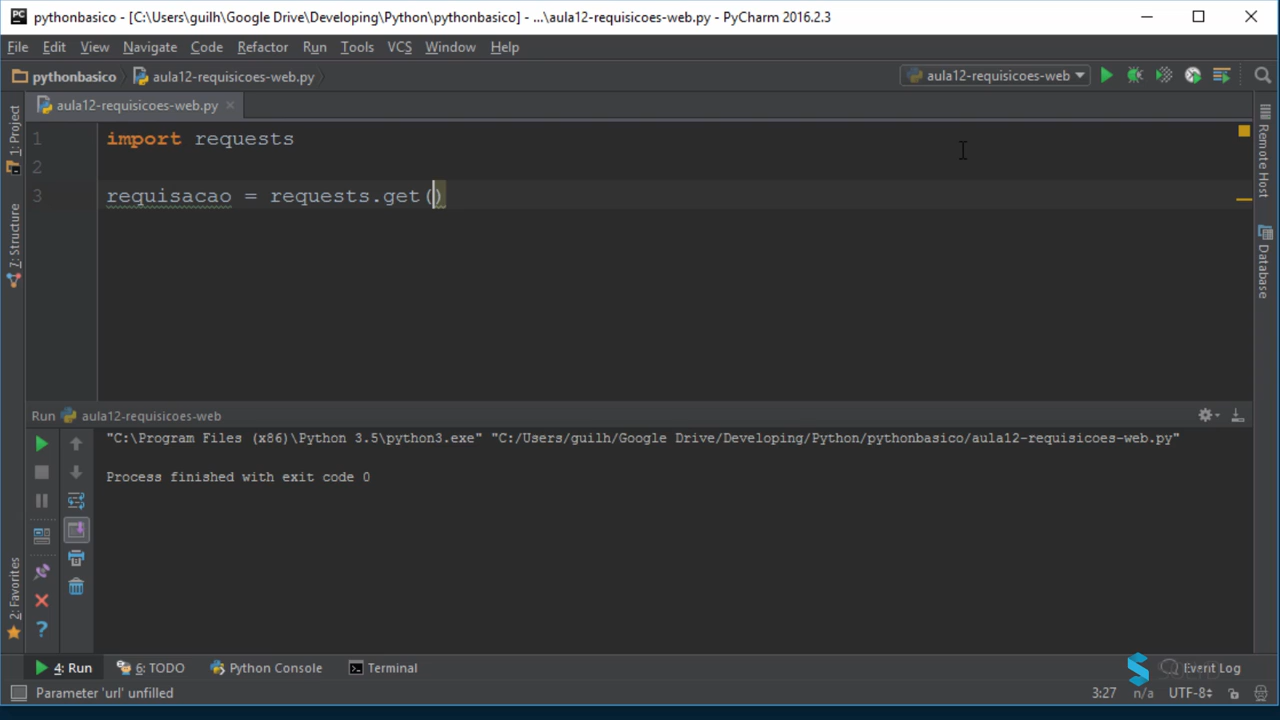 pythonbasico - [C:\Users\guilh\Google Drive\Developing\Python\pythonbasico] - ...\aula12-requisicoes-web.py - PyCharm 2016.2.3
File Edit View Navigate Code Refactor Run Tools VCS Window Help
pythonbasico aula12-requisicoes-web.py aula12-requisicoes-web
aula12-requisicoes-web.py
1 import requests
2
3 requisacao = requests.get()
1: Project
7: Structure
2: Favorites
Remote Host
Database
Run aula12-requisicoes-web
"C:\Program Files (x86)\Python 3.5\python3.exe" "C:/Users/guilh/Google Drive/Developing/Python/pythonbasico/aula12-requisicoes-web.py"
Process finished with exit code 0
4: Run 6: TODO Python Console Terminal Event Log
Parameter 'url' unfilled 3:27 n/a UTF-8